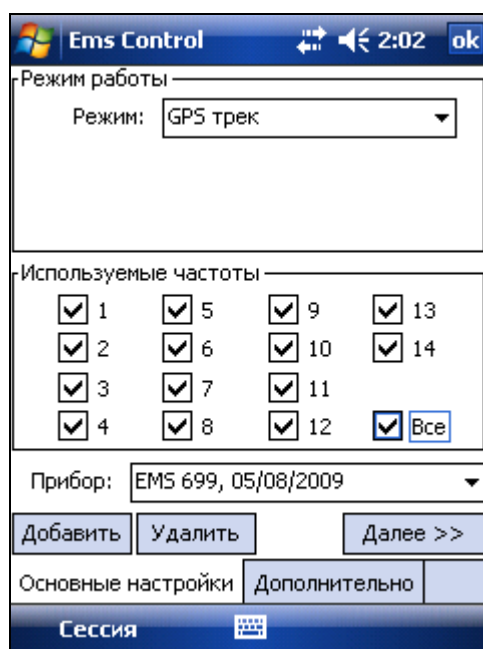 Ems Control 2:02 ok
Режим работы
Режим: GPS трек
Используемые частоты
1 5 9 13
2 6 10 14
3 7 11
4 8 12 Все
Прибор: EMS 699, 05/08/2009
Добавить Удалить Далее >>
Основные настройки Дополнительно
Сессия